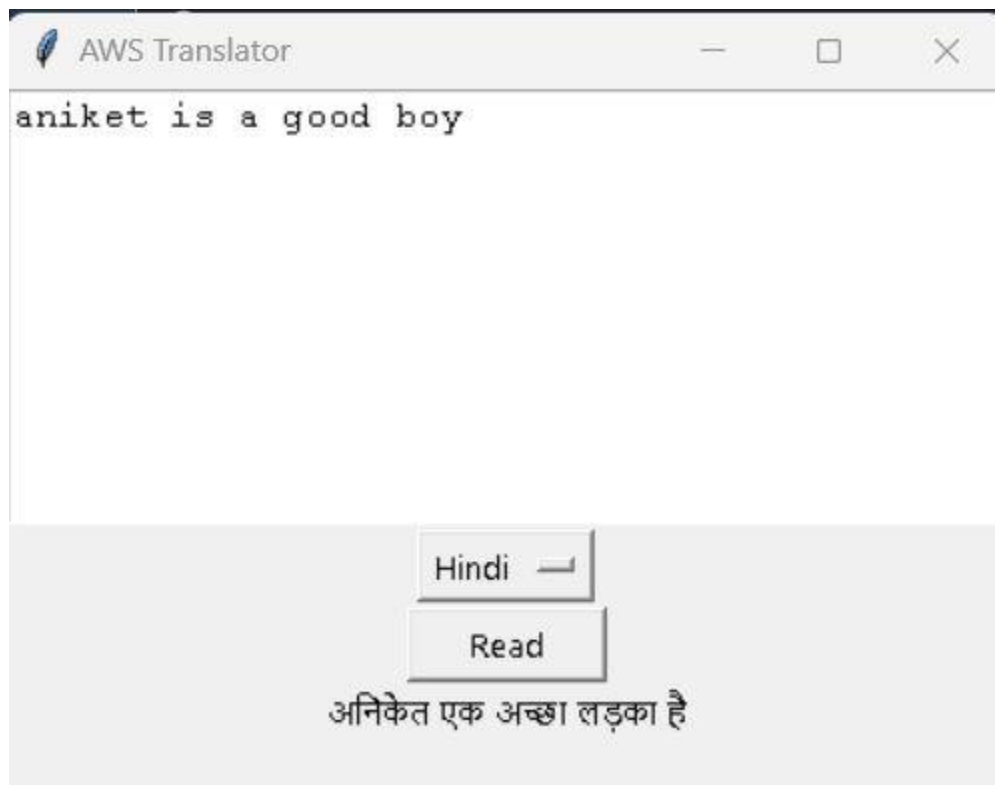 AWS Translator
aniket is a good boy
Hindi
Read
अनिकेत एक अच्छा लड़का है